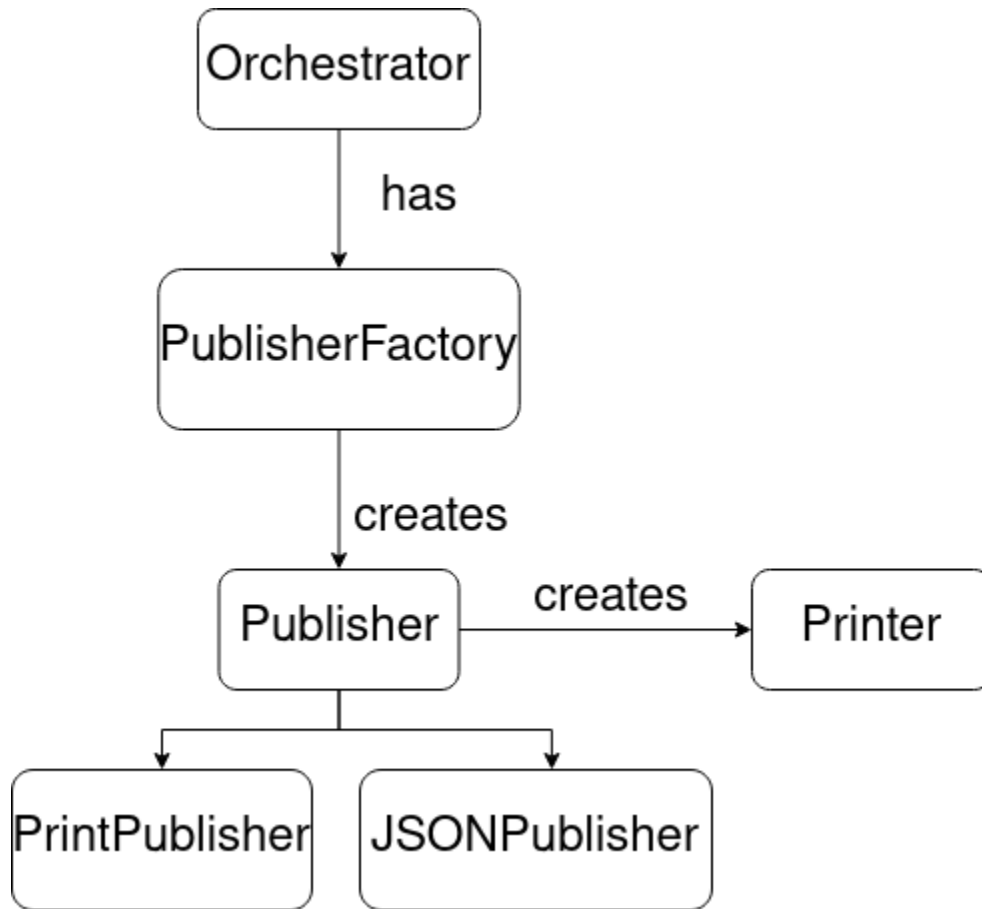 Orchestrator
has
PublisherFactory
creates
Publisher
creates
Printer
PrintPublisher
JSONPublisher